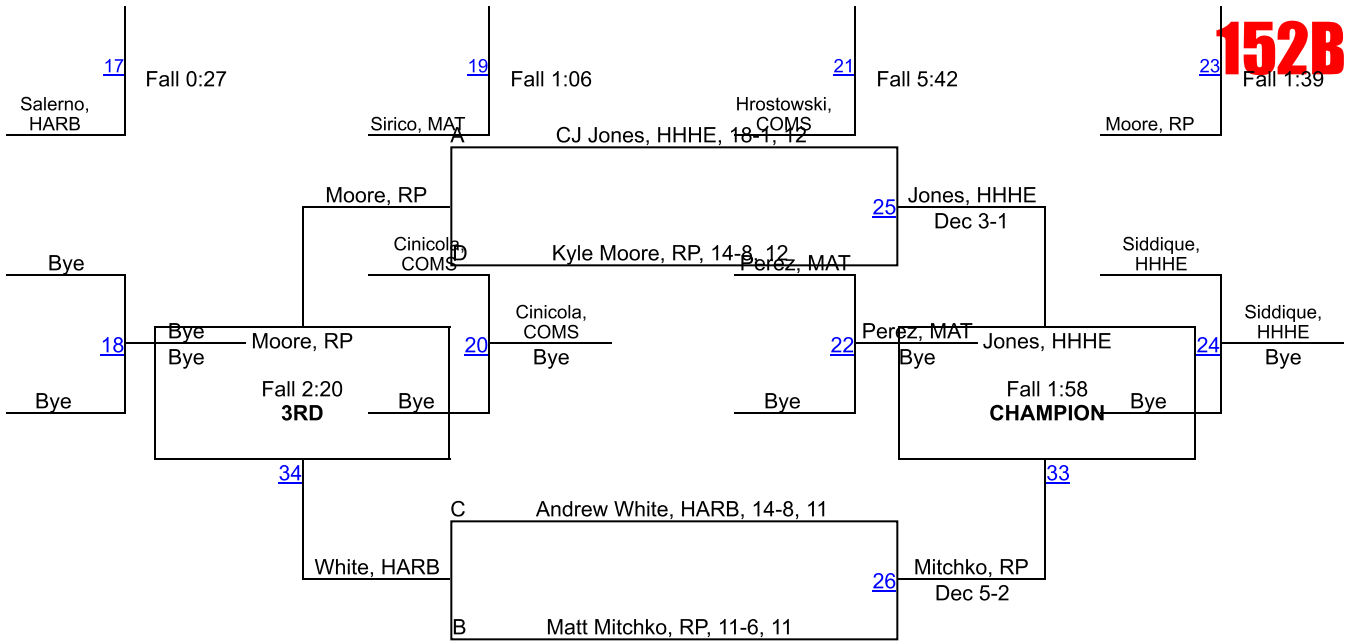 152B
17
Fall 0:27
19
Fall 1:06
21
Fall 5:42
23
Fall 1:39
Salerno,
HARB
Sirico, MAT
Hrostowski,
COMS
Moore, RP
A
CJ Jones, HHHE, 18-1, 12
Moore, RP
25
Jones, HHHE
Dec 3-1
D
Kyle Moore, RP, 14-8, 12
Bye
Cinicola,
COMS
Perez, MAT
Siddique,
HHHE
18
Bye
Bye
Moore, RP
20
Cinicola,
COMS
Bye
22
Perez, MAT
Bye
Jones, HHHE
24
Siddique,
HHHE
Bye
Fall 2:20
3RD
Fall 1:58
CHAMPION
Bye
Bye
Bye
Bye
34
33
C
Andrew White, HARB, 14-8, 11
White, HARB
26
Mitchko, RP
Dec 5-2
B
Matt Mitchko, RP, 11-6, 11